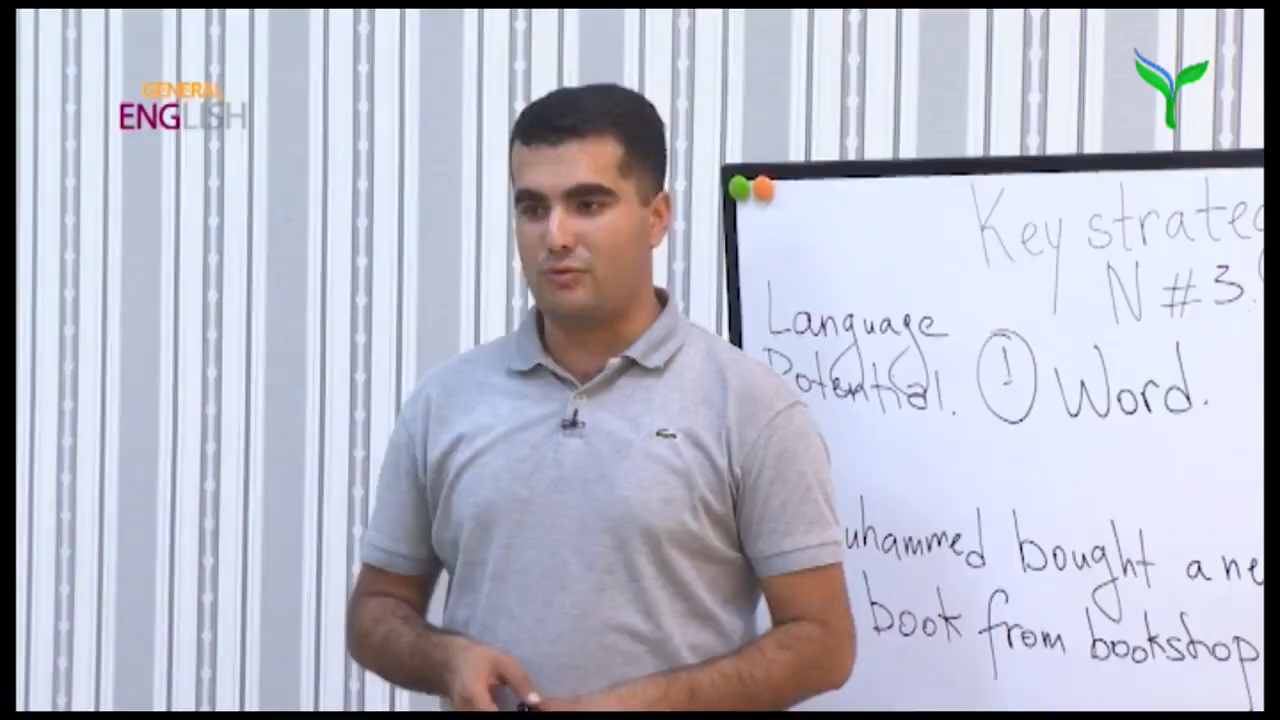 GENERAL
ENGLISH
Key strate
N #3.
Language
Potential. ① Word.
uhammed bought a ne
book from bookshop